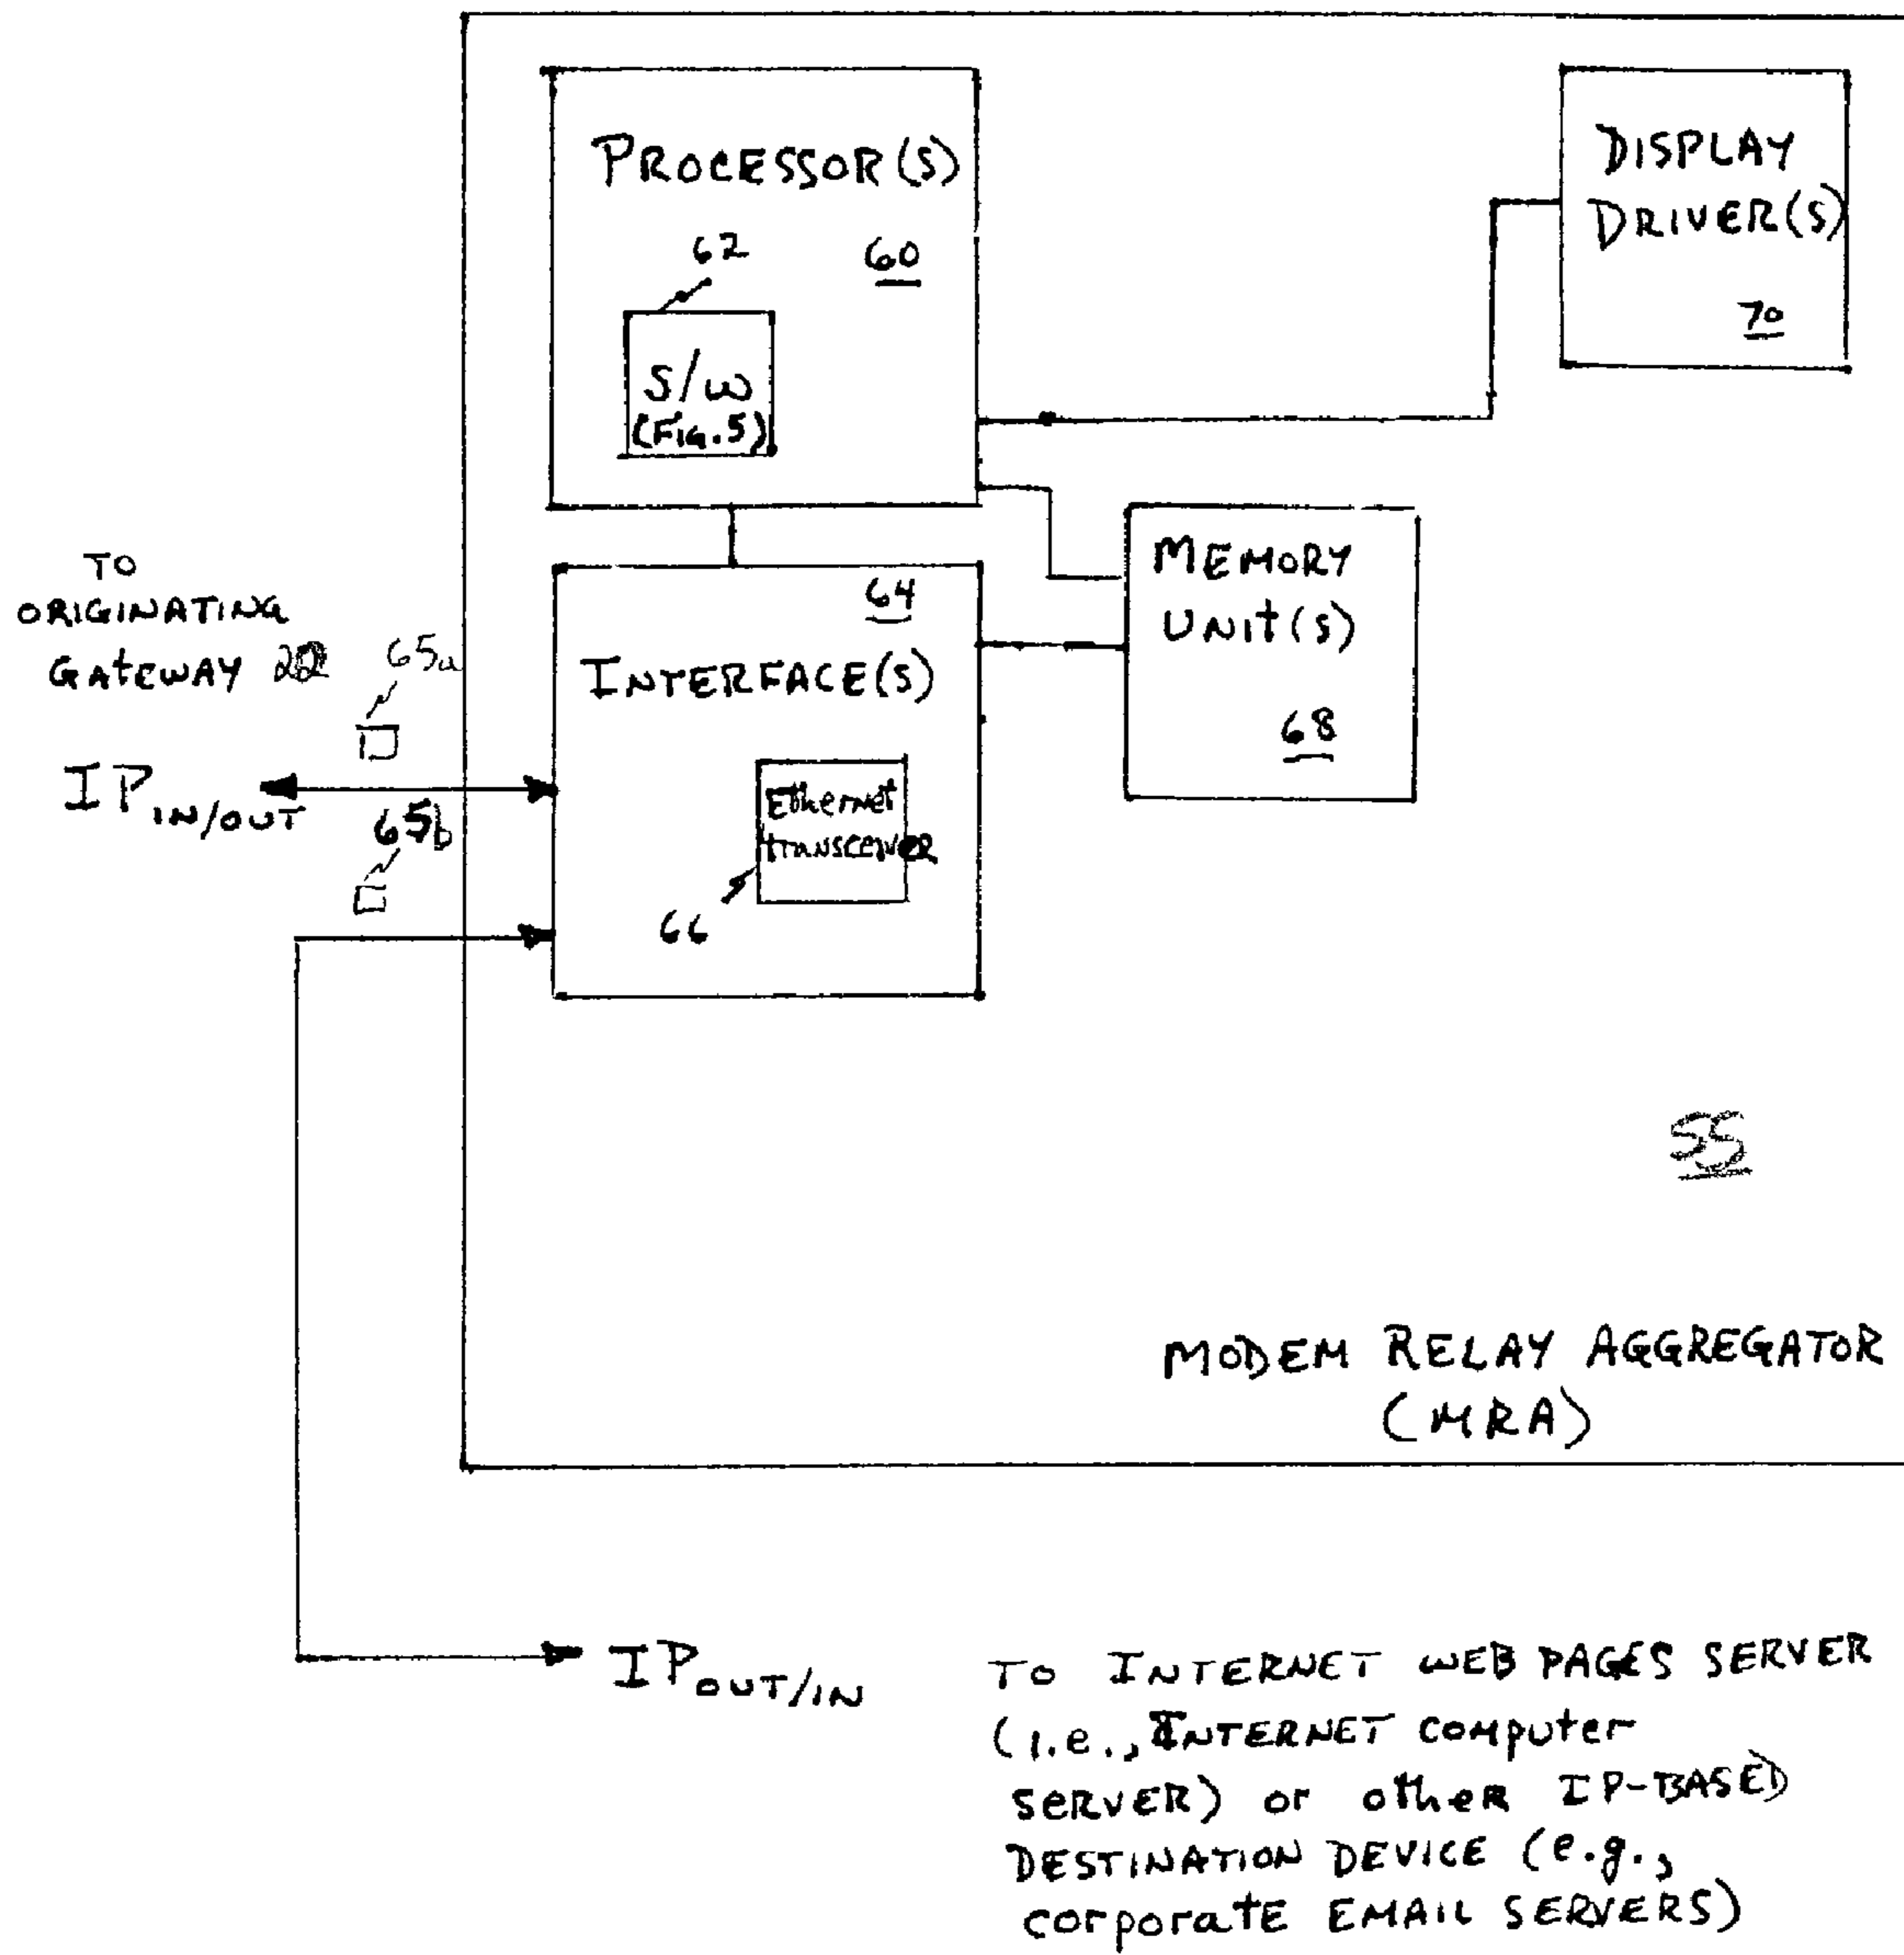 PROCESSOR(S)
62
60
S/W
(FIG.5)
DISPLAY
DRIVER(S)
70
TO
ORIGINATING
GATEWAY
65a
IP IN/OUT
65b
64
INTERFACE(S)
Ethernet
transceiver
66
MEMORY
UNIT(S)
68
55
MODEM RELAY AGGREGATOR
(MRA)
IP OUT/IN
TO INTERNET WEB PAGES SERVER
(i.e., INTERNET computer
SERVER) or other IP-BASED
DESTINATION DEVICE (e.g.,
corporate EMAIL SERVERS)